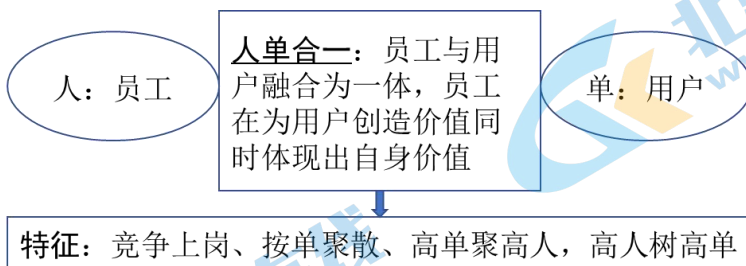 人单合一：员工与用
户融合为一体，员工
在为用户创造价值同
时体现出自身价值
人：员工
单：用户
特征：竞争上岗、按单聚散、高单聚高人，高人树高单